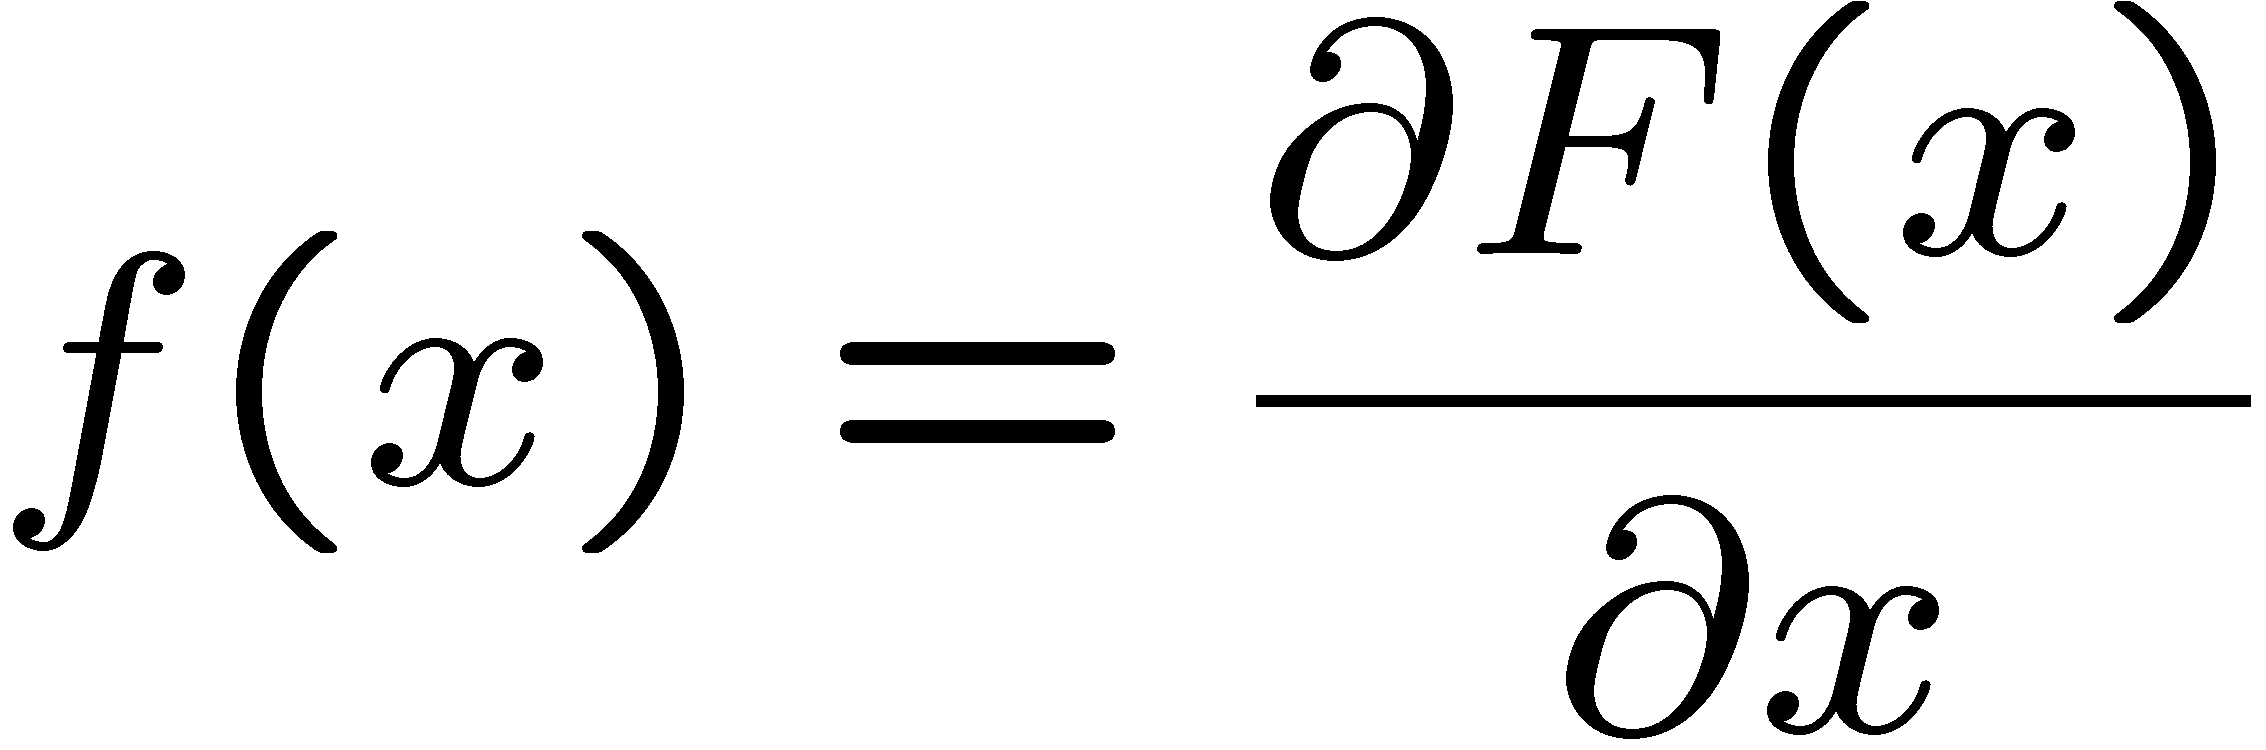 f(x) = ∂F(x)/∂x